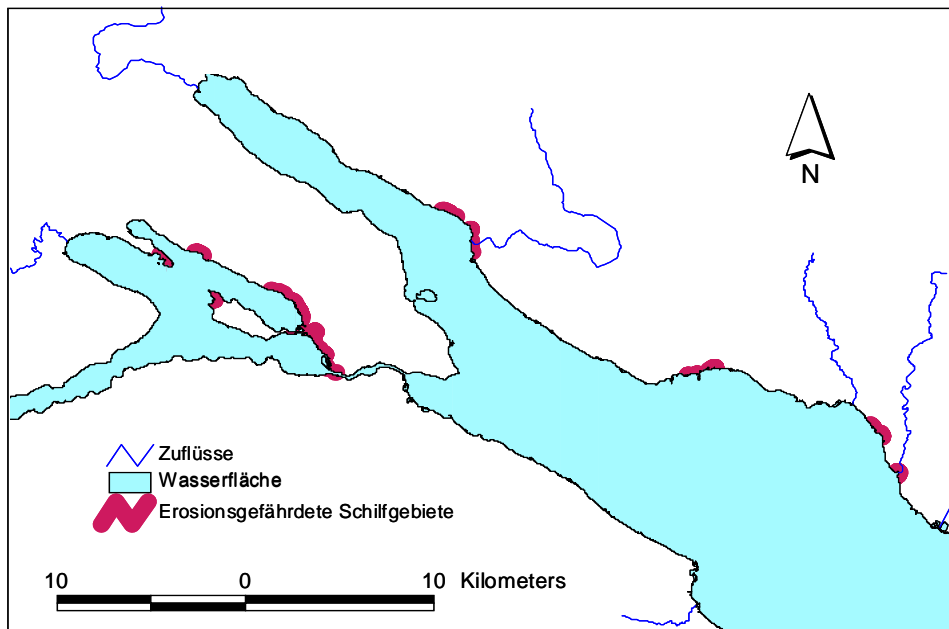 N
Zuflüsse
Wasserfläche
Erosionsgefährdete Schilfgebiete
10 0 10 Kilometers